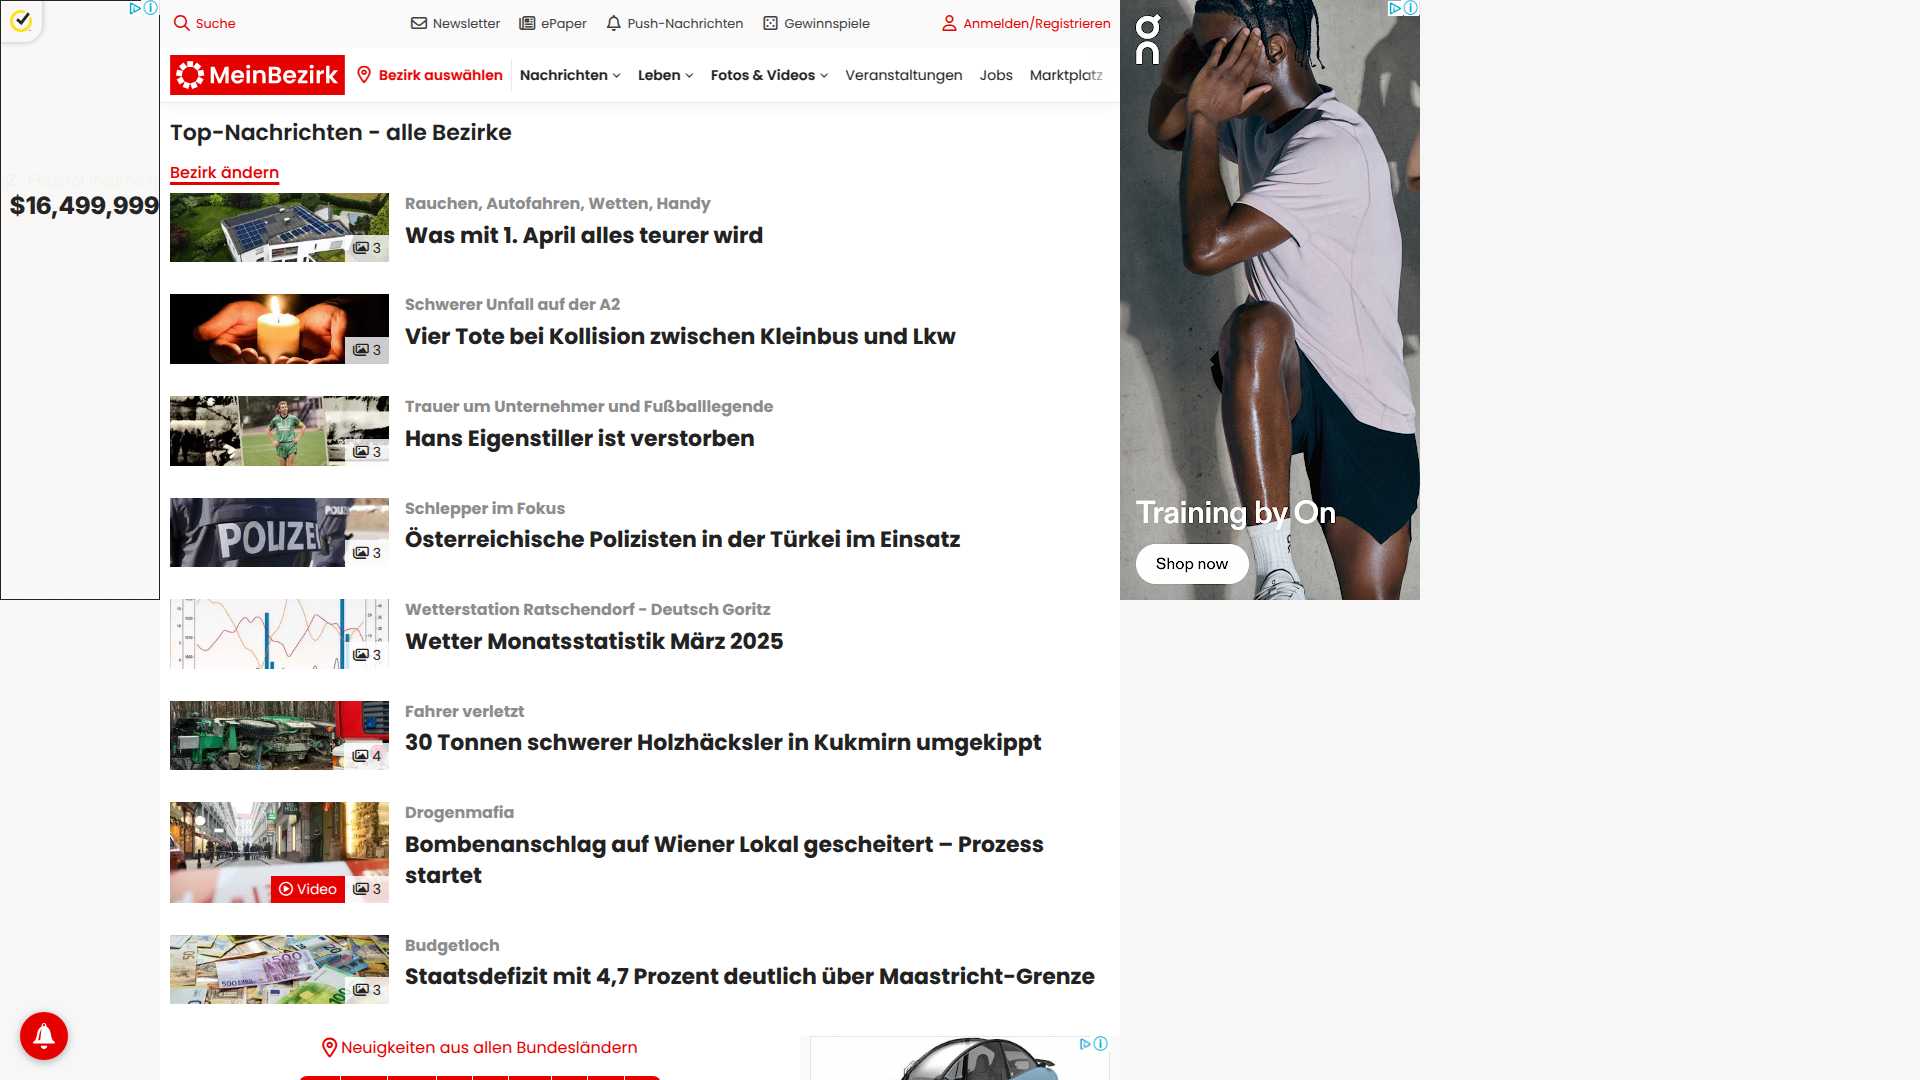 Suche
Newsletter
ePaper
Push-Nachrichten
Gewinnspiele
Anmelden/Registrieren
MeinBezirk
Bezirk auswählen
Nachrichten
Leben
Fotos & Videos
Veranstaltungen
Jobs
Marktplatz
Top-Nachrichten - alle Bezirke
Bezirk ändern
$16,499,999
Rauchen, Autofahren, Wetten, Handy
Was mit 1. April alles teurer wird
3
Schwerer Unfall auf der A2
Vier Tote bei Kollision zwischen Kleinbus und Lkw
3
Trauer um Unternehmer und Fußballlegende
Hans Eigenstiller ist verstorben
3
Schlepper im Fokus
Österreichische Polizisten in der Türkei im Einsatz
POLIZEI
3
Wetterstation Ratschendorf - Deutsch Goritz
Wetter Monatsstatistik März 2025
3
Fahrer verletzt
30 Tonnen schwerer Holzhäcksler in Kukmirn umgekippt
4
Drogenmafia
Bombenanschlag auf Wiener Lokal gescheitert – Prozess
startet
Video
3
Budgetloch
Staatsdefizit mit 4,7 Prozent deutlich über Maastricht-Grenze
3
Neuigkeiten aus allen Bundesländern
on
Training by On
Shop now